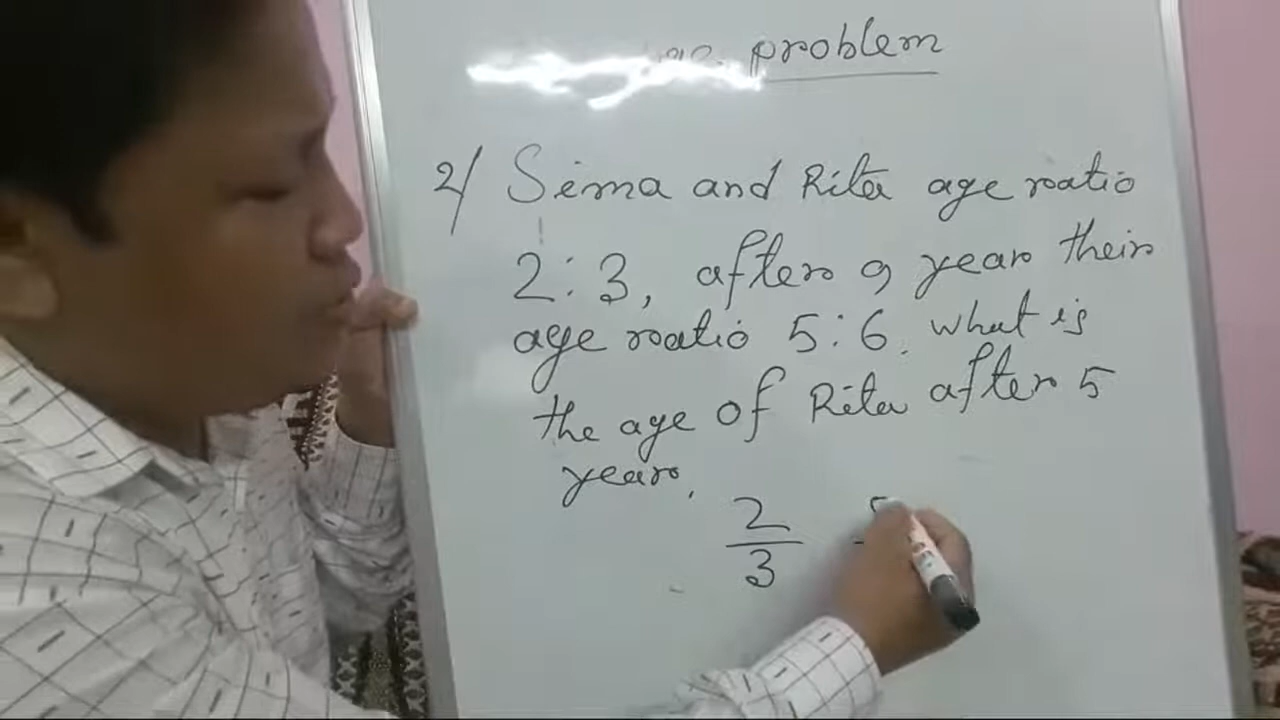 problem
2/ Sima and Rita age ratio
2:3, after 9 year their
age ratio 5:6. what is
the age of Rita after 5
year.
2
3